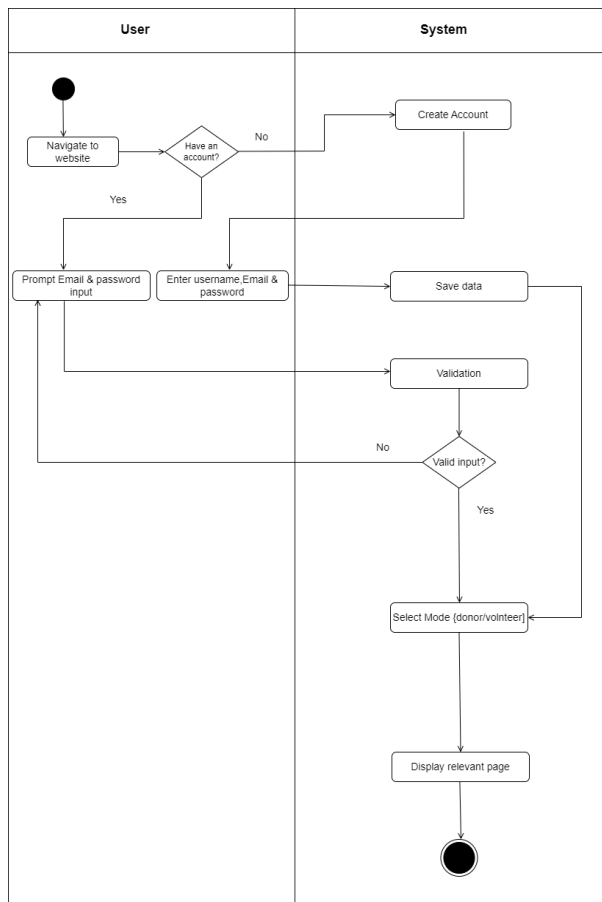 User
System
Create Account
No
Navigate to
website
Have an
account?
Yes
Prompt Email & password
input
Enter username,Email &
password
Save data
Validation
No
Valid input?
Yes
Select Mode {donor/volnteer]
Display relevant page